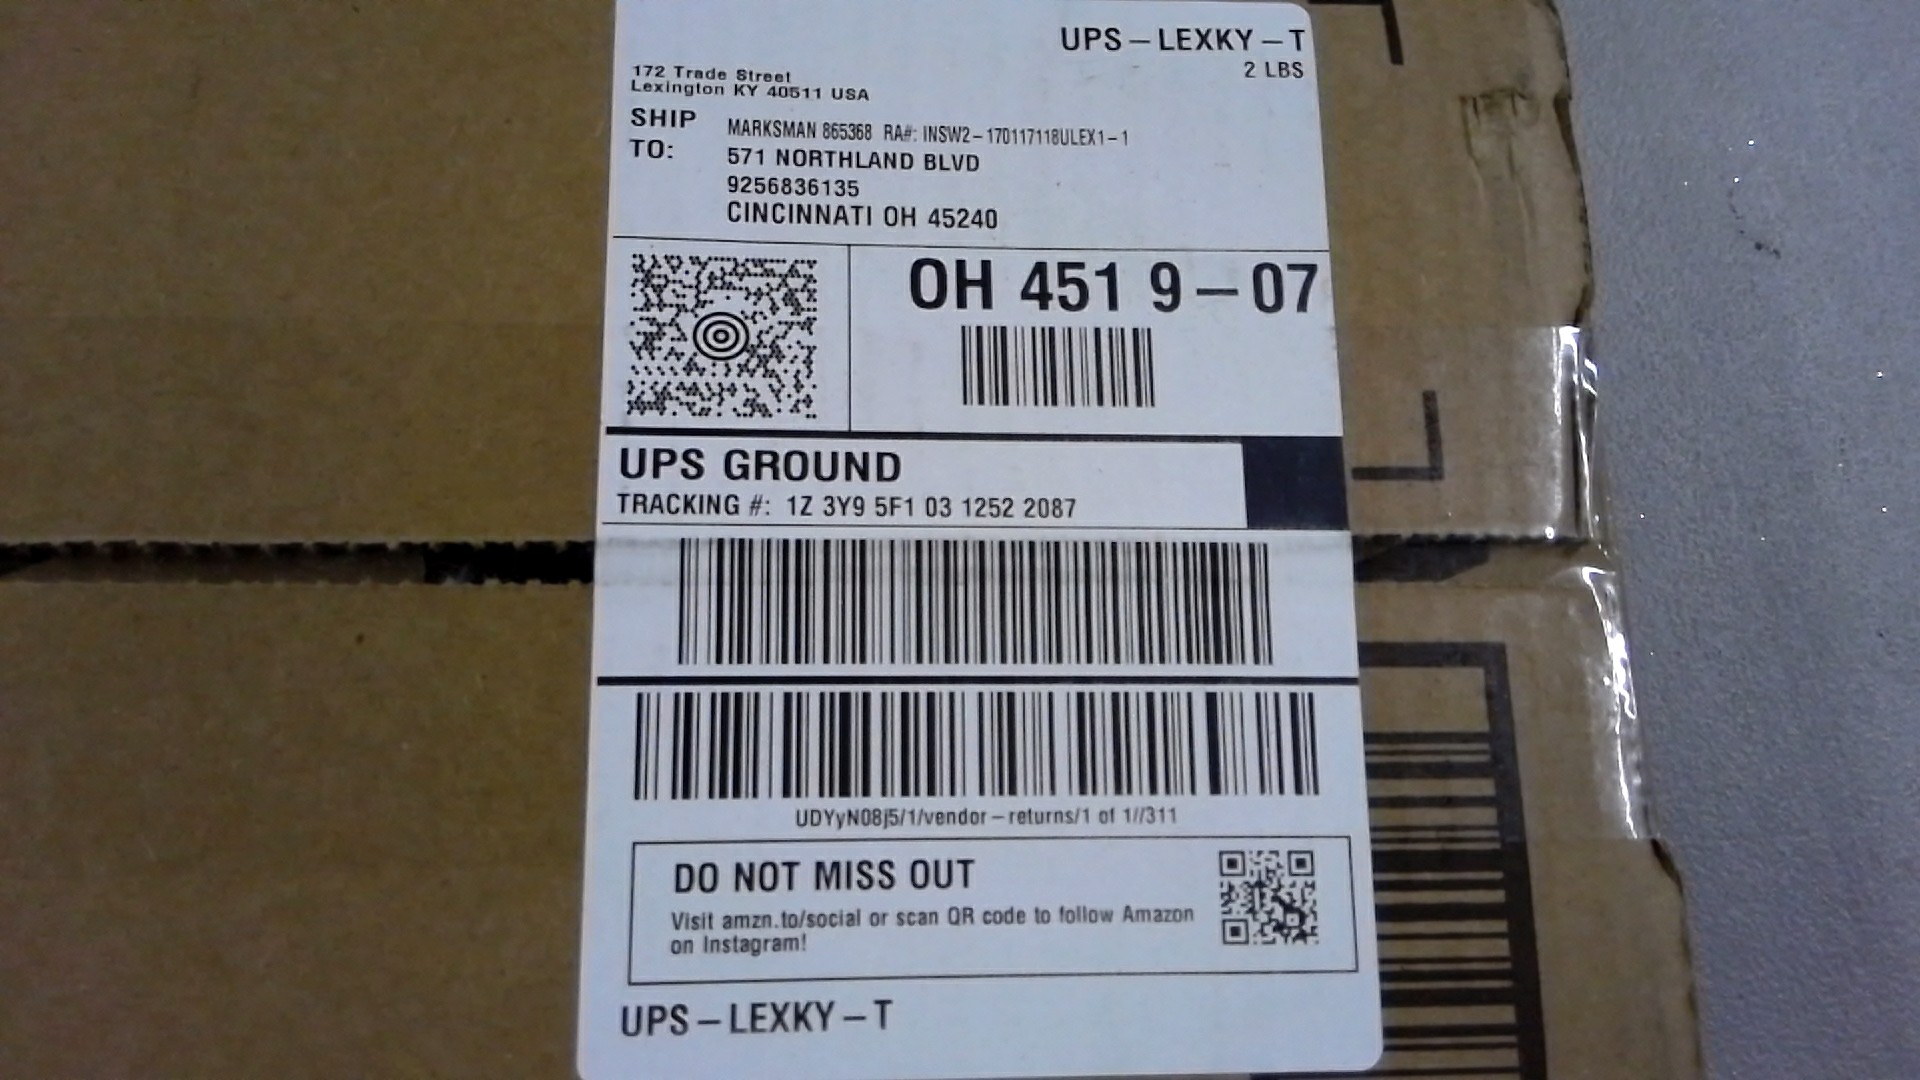 UPS – LEXKY – T
2 LBS
172 Trade Street
Lexington KY 40511 USA
SHIP TO:
MARKSMAN 865368 RA#: INSW2-170117118ULEX1-1
571 NORTHLAND BLVD
9256836135
CINCINNATI OH 45240
OH 451 9-07
UPS GROUND
TRACKING #: 1Z 3Y9 5F1 03 1252 2087
UDYyN08j5/1/vendor-returns/1 of 1//311
DO NOT MISS OUT
Visit amzn.to/social or scan QR code to follow Amazon
on Instagram!
UPS – LEXKY – T